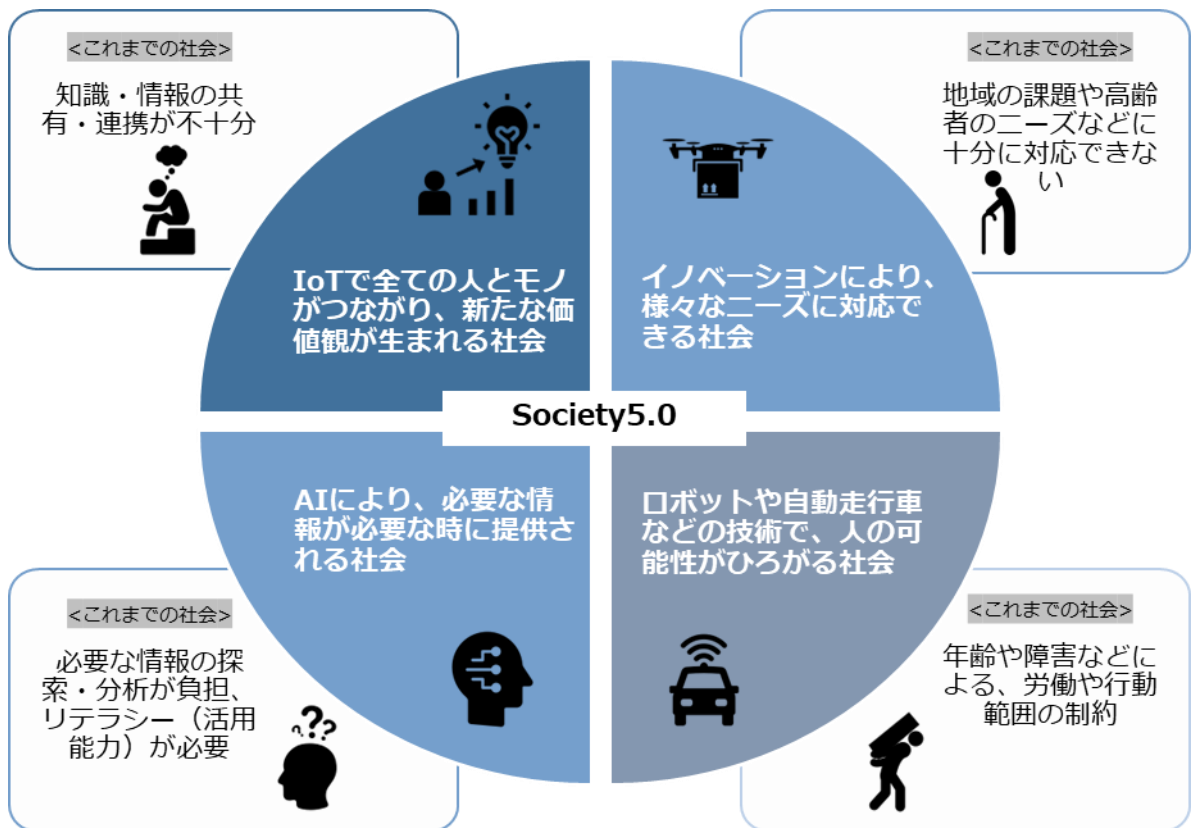 <これまでの社会>
知識・情報の共
有・連携が不十分
<これまでの社会>
地域の課題や高齢
者のニーズなどに
十分に対応できな
い
IoTで全ての人とモノ
がつながり、新たな価
値観が生まれる社会
イノベーションにより、
様々なニーズに対応で
きる社会
Society5.0
AIにより、必要な情
報が必要な時に提供さ
れる社会
ロボットや自動走行車
などの技術で、人の可
能性がひろがる社会
<これまでの社会>
必要な情報の探
索・分析が負担、
リテラシー（活用
能力）が必要
<これまでの社会>
年齢や障害などに
よる、労働や行動
範囲の制約